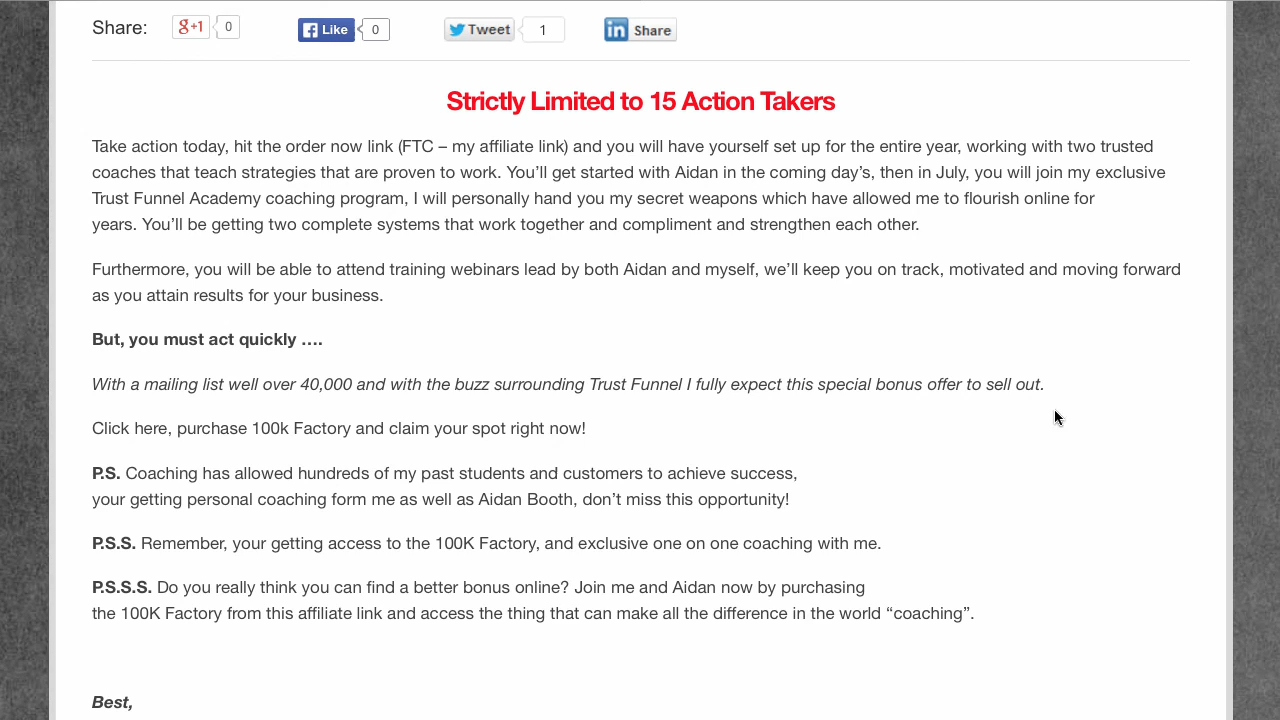 Share: g+1 0 Like 0 Tweet 1 in Share
Strictly Limited to 15 Action Takers
Take action today, hit the order now link (FTC – my affiliate link) and you will have yourself set up for the entire year, working with two trusted
coaches that teach strategies that are proven to work. You’ll get started with Aidan in the coming day’s, then in July, you will join my exclusive
Trust Funnel Academy coaching program, I will personally hand you my secret weapons which have allowed me to flourish online for
years. You’ll be getting two complete systems that work together and compliment and strengthen each other.
Furthermore, you will be able to attend training webinars lead by both Aidan and myself, we’ll keep you on track, motivated and moving forward
as you attain results for your business.
But, you must act quickly ….
With a mailing list well over 40,000 and with the buzz surrounding Trust Funnel I fully expect this special bonus offer to sell out.
Click here, purchase 100k Factory and claim your spot right now!
P.S. Coaching has allowed hundreds of my past students and customers to achieve success,
your getting personal coaching form me as well as Aidan Booth, don’t miss this opportunity!
P.S.S. Remember, your getting access to the 100K Factory, and exclusive one on one coaching with me.
P.S.S.S. Do you really think you can find a better bonus online? Join me and Aidan now by purchasing
the 100K Factory from this affiliate link and access the thing that can make all the difference in the world “coaching”.
Best,